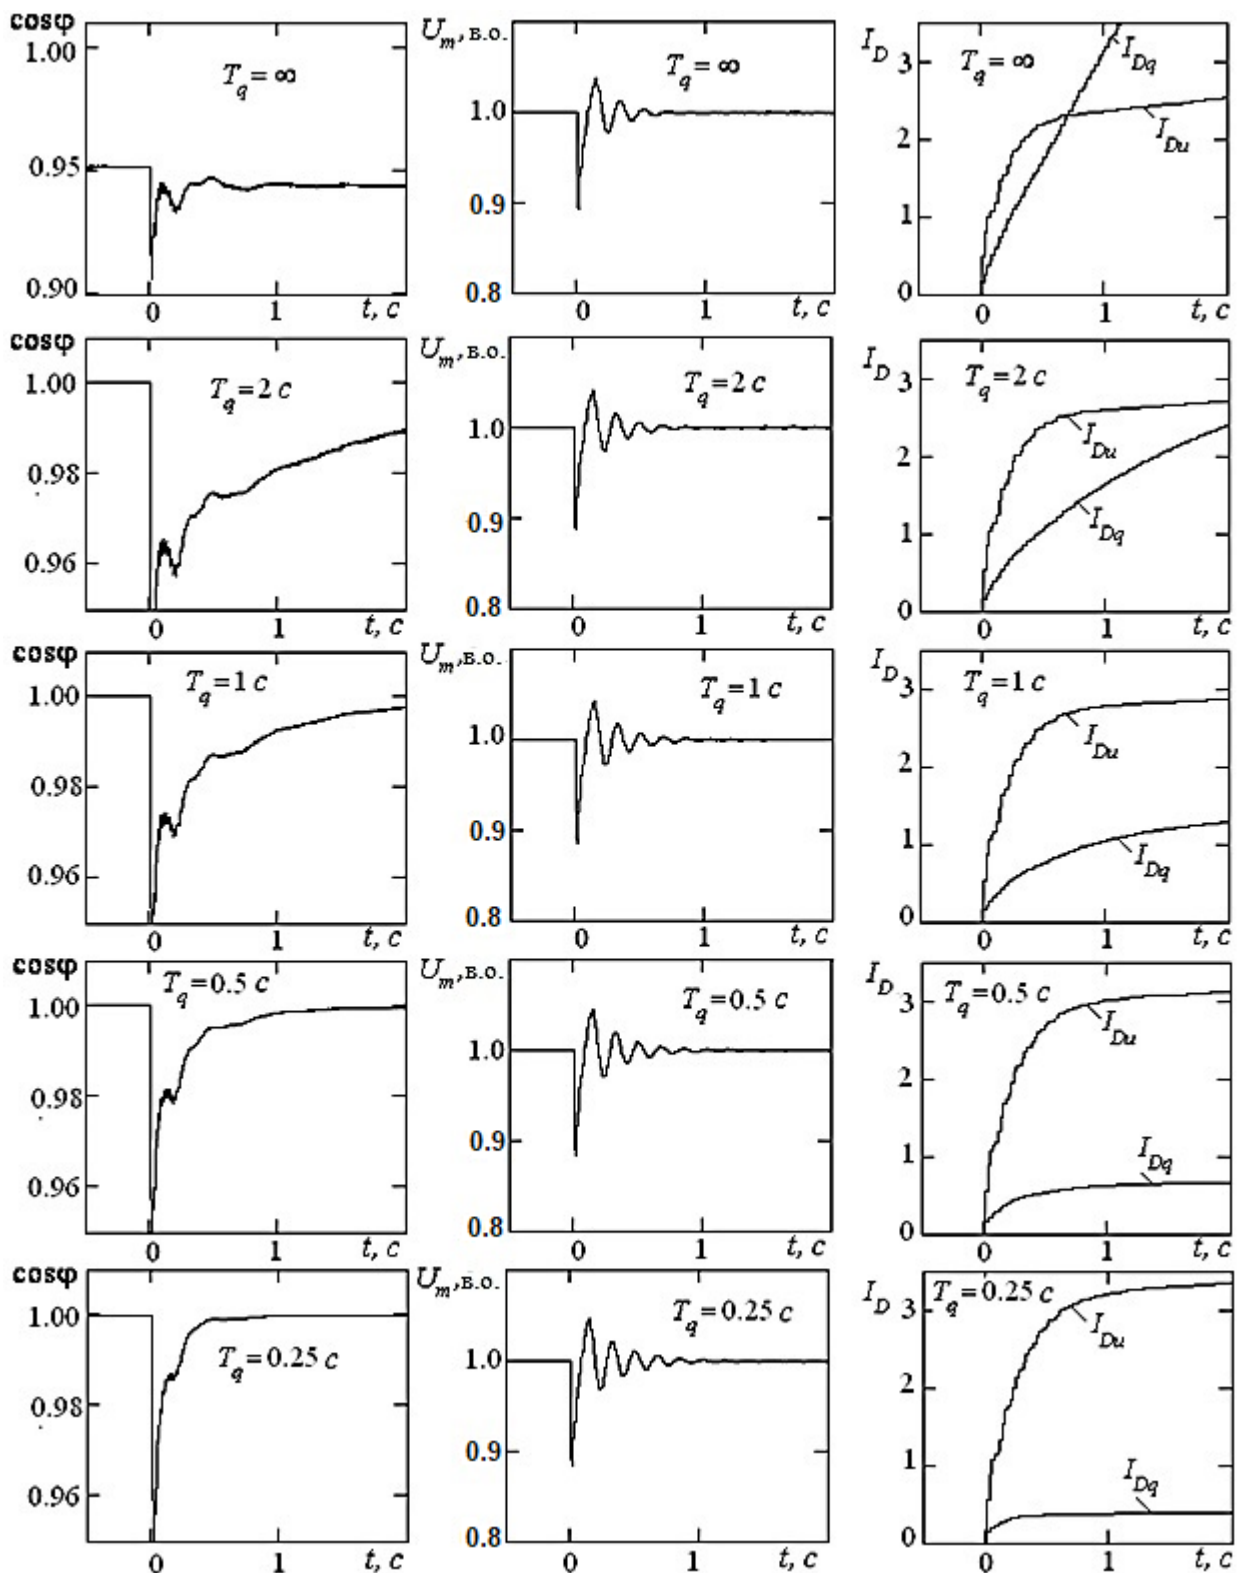 cosφ
1.00
0.95
0.90
T_q = ∞
0 1 t, c
U_m, в.о.
1.0
0.9
0.8
T_q = ∞
0 1 t, c
I_D
3
2
1
0
T_q = ∞
I_Dq
I_Du
0 1 t, c
cosφ
1.00
0.98
0.96
T_q = 2 c
0 1 t, c
U_m, в.о.
1.0
0.9
0.8
T_q = 2 c
0 1 t, c
I_D
3
2
1
0
T_q = 2 c
I_Du
I_Dq
0 1 t, c
cosφ
1.00
0.98
0.96
T_q = 1 c
0 1 t, c
U_m, в.о.
1.0
0.9
0.8
T_q = 1 c
0 1 t, c
I_D
3
2
1
0
T_q = 1 c
I_Du
I_Dq
0 1 t, c
cosφ
1.00
0.98
0.96
T_q = 0.5 c
0 1 t, c
U_m, в.о.
1.0
0.9
0.8
T_q = 0.5 c
0 1 t, c
I_D
3
2
1
0
T_q = 0.5 c
I_Du
I_Dq
0 1 t, c
cosφ
1.00
0.98
0.96
T_q = 0.25 c
0 1 t, c
U_m, в.о.
1.0
0.9
0.8
T_q = 0.25 c
0 1 t, c
I_D
3
2
1
0
T_q = 0.25 c
I_Du
I_Dq
0 1 t, c